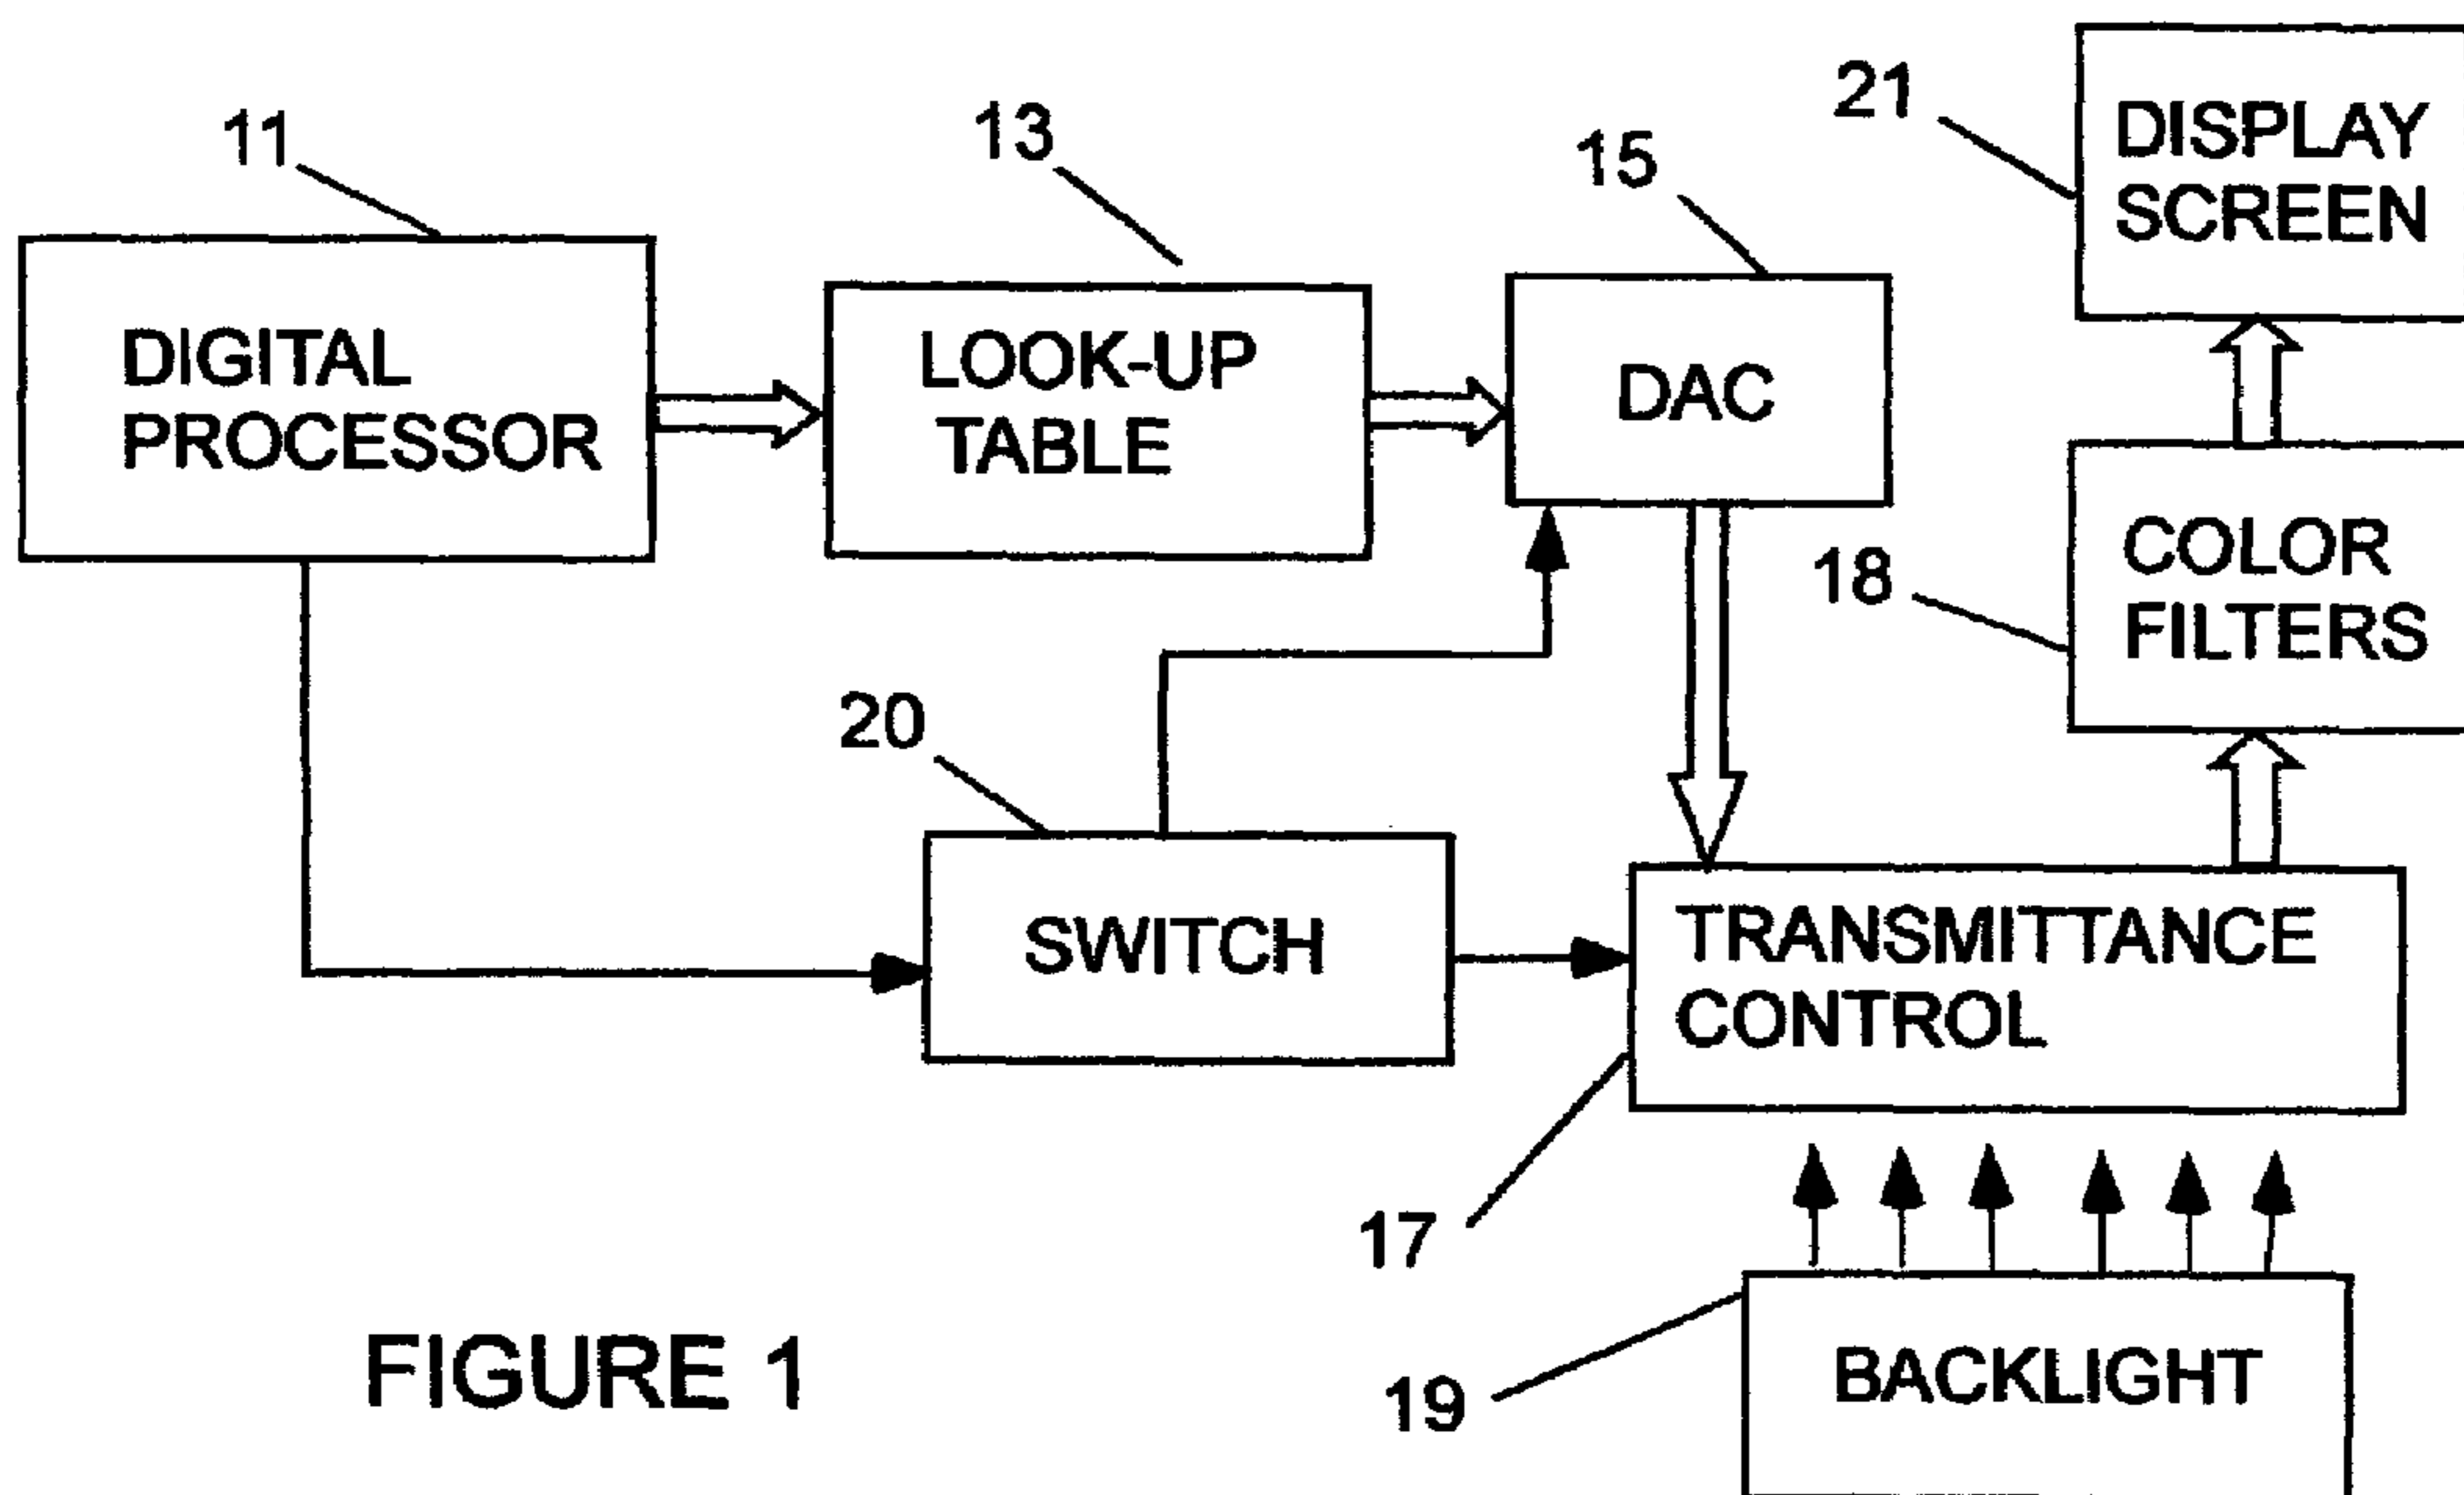 11
13
15
21
DISPLAY
SCREEN
DIGITAL
PROCESSOR
LOOK-UP
TABLE
DAC
18
COLOR
FILTERS
20
SWITCH
TRANSMITTANCE
CONTROL
17
19
BACKLIGHT
FIGURE 1